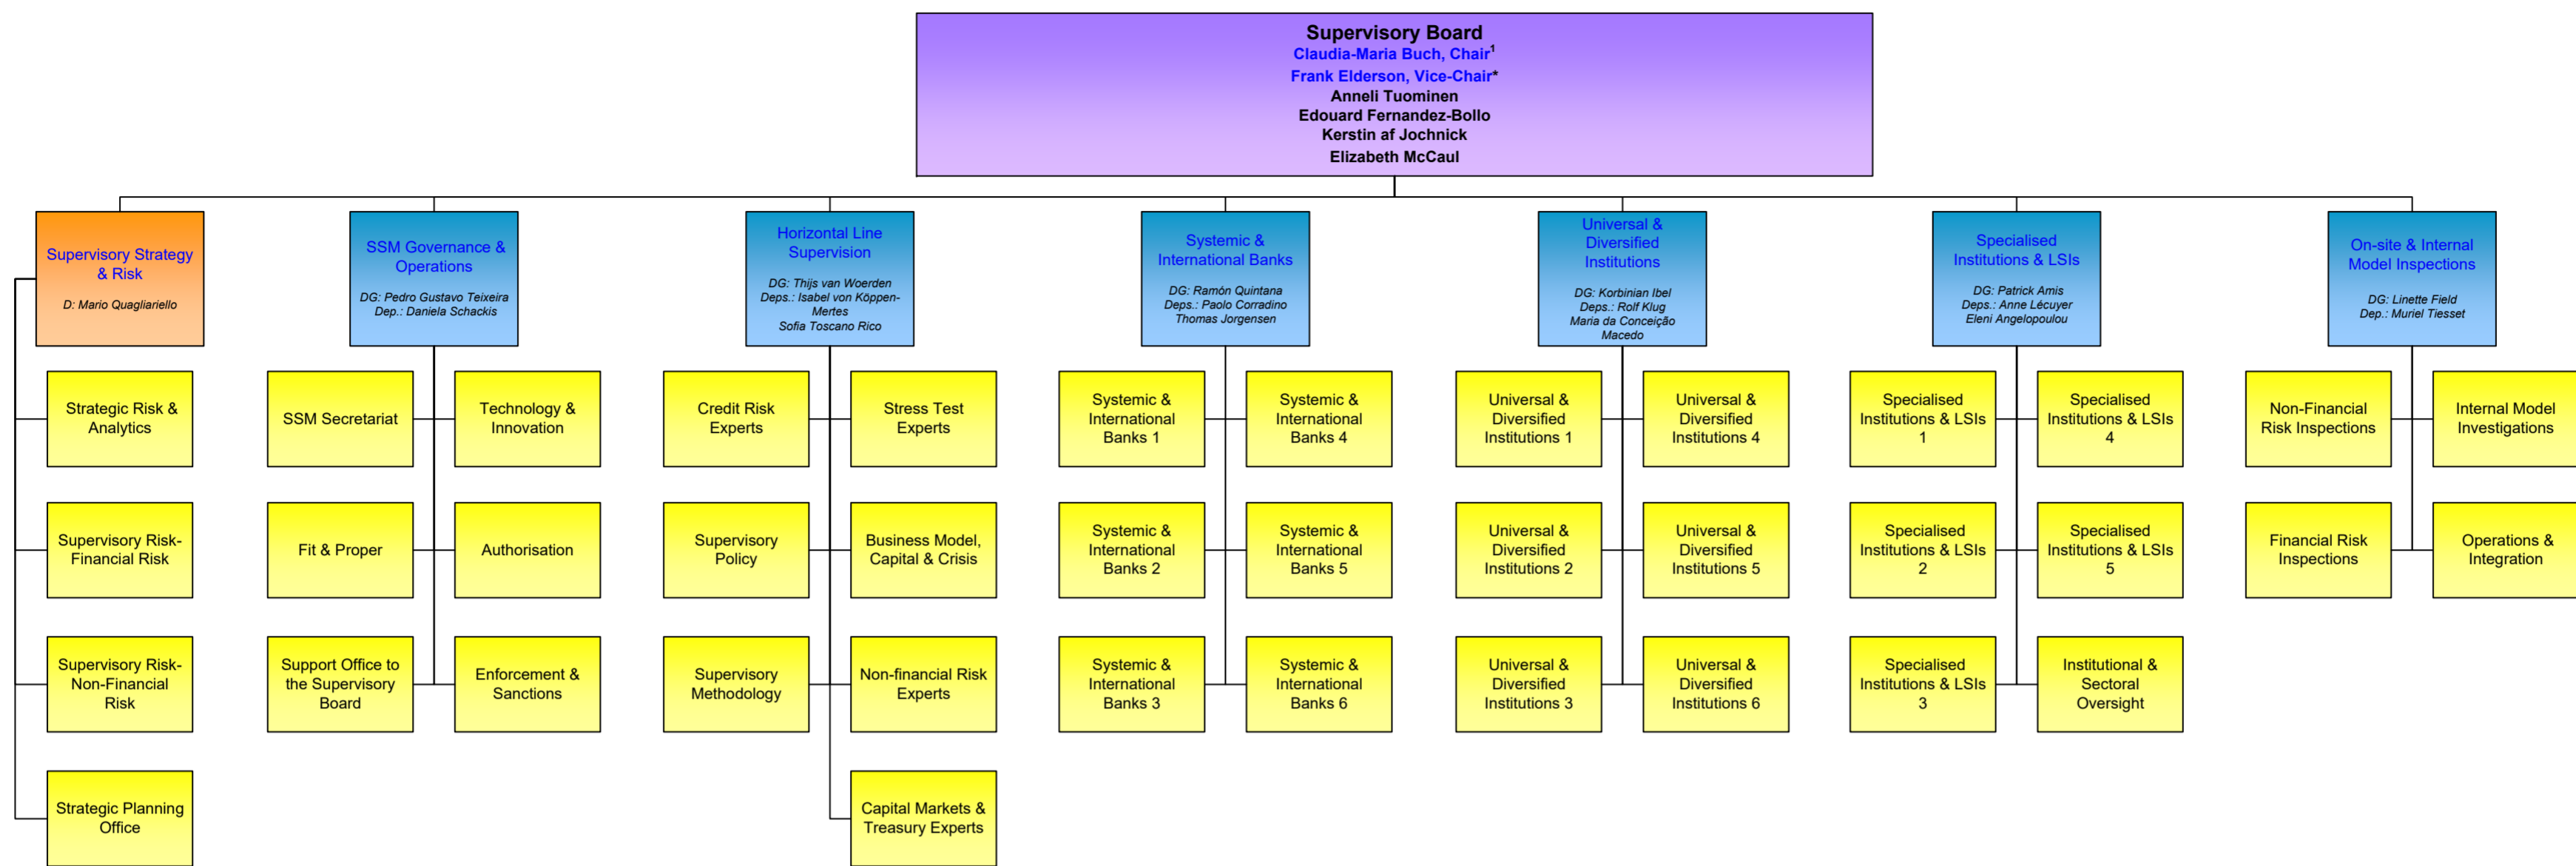 Supervisory Board
Claudia-Maria Buch, Chair1
Frank Elderson, Vice-Chair*
Anneli Tuominen
Edouard Fernandez-Bollo
Kerstin af Jochnick
Elizabeth McCaul
Supervisory Strategy
& Risk
D: Mario Quagliariello
Strategic Risk &
Analytics
Supervisory Risk-
Financial Risk
Supervisory Risk-
Non-Financial
Risk
Strategic Planning
Office
SSM Governance &
Operations
DG: Pedro Gustavo Teixeira
Dep.: Daniela Schackis
SSM Secretariat
Technology &
Innovation
Fit & Proper
Authorisation
Support Office to
the Supervisory
Board
Enforcement &
Sanctions
Horizontal Line
Supervision
DG: Thijs van Woerden
Deps.: Isabel von Köppen-
Mertes
Sofia Toscano Rico
Credit Risk
Experts
Stress Test
Experts
Supervisory
Policy
Business Model,
Capital & Crisis
Supervisory
Methodology
Non-financial Risk
Experts
Capital Markets &
Treasury Experts
Systemic &
International Banks
DG: Ramón Quintana
Deps.: Paolo Corradino
Thomas Jorgensen
Systemic &
International
Banks 1
Systemic &
International
Banks 4
Systemic &
International
Banks 2
Systemic &
International
Banks 5
Systemic &
International
Banks 3
Systemic &
International
Banks 6
Universal &
Diversified
Institutions
DG: Korbinian Ibel
Deps.: Rolf Klug
Maria da Conceição
Macedo
Universal &
Diversified
Institutions 1
Universal &
Diversified
Institutions 4
Universal &
Diversified
Institutions 2
Universal &
Diversified
Institutions 5
Universal &
Diversified
Institutions 3
Universal &
Diversified
Institutions 6
Specialised
Institutions & LSIs
DG: Patrick Amis
Deps.: Anne Lécuyer
Eleni Angelopoulou
Specialised
Institutions & LSIs
1
Specialised
Institutions & LSIs
4
Specialised
Institutions & LSIs
2
Specialised
Institutions & LSIs
5
Specialised
Institutions & LSIs
3
Institutional &
Sectoral
Oversight
On-site & Internal
Model Inspections
DG: Linette Field
Dep.: Muriel Tiesset
Non-Financial
Risk Inspections
Internal Model
Investigations
Financial Risk
Inspections
Operations &
Integration